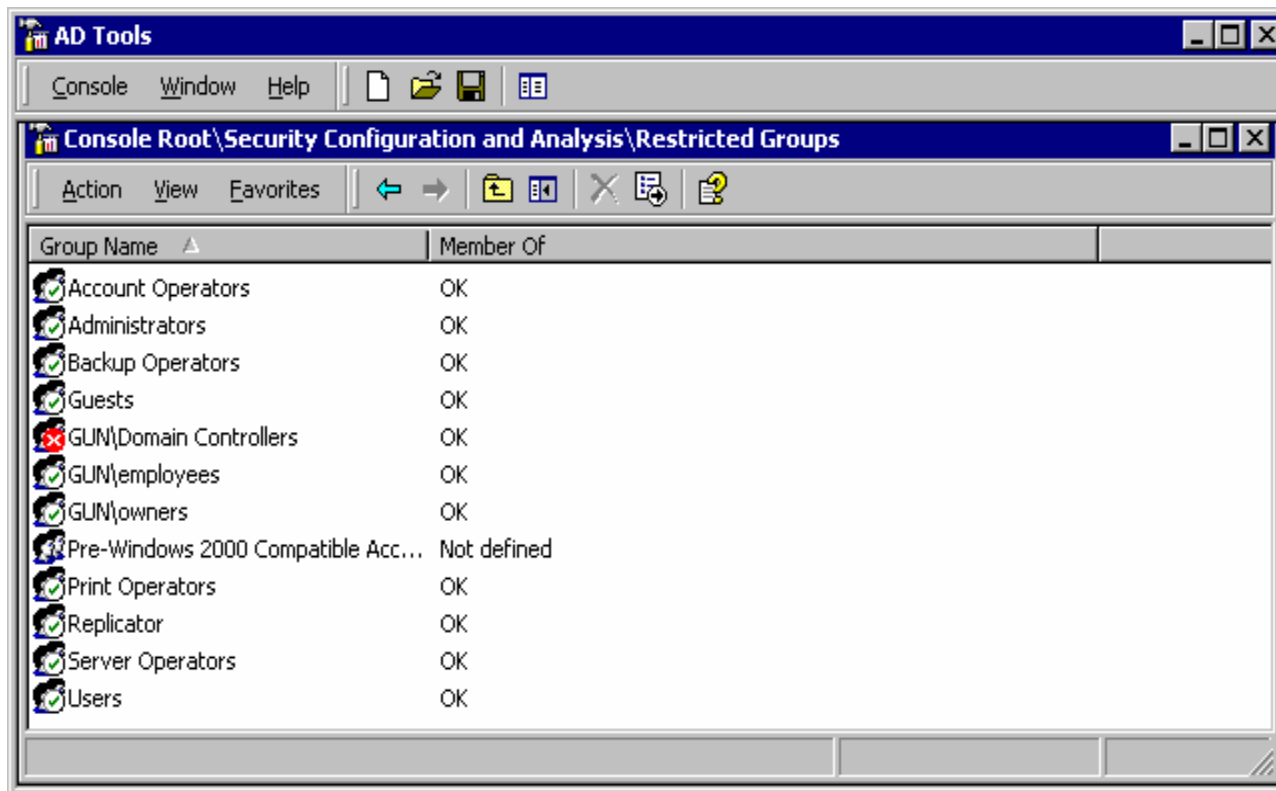 AD Tools
Console Window Help
Console Root\Security Configuration and Analysis\Restricted Groups
Action View Favorites
Group Name Member Of
Account Operators OK
Administrators OK
Backup Operators OK
Guests OK
GUN\Domain Controllers OK
GUN\employees OK
GUN\owners OK
Pre-Windows 2000 Compatible Acc... Not defined
Print Operators OK
Replicator OK
Server Operators OK
Users OK